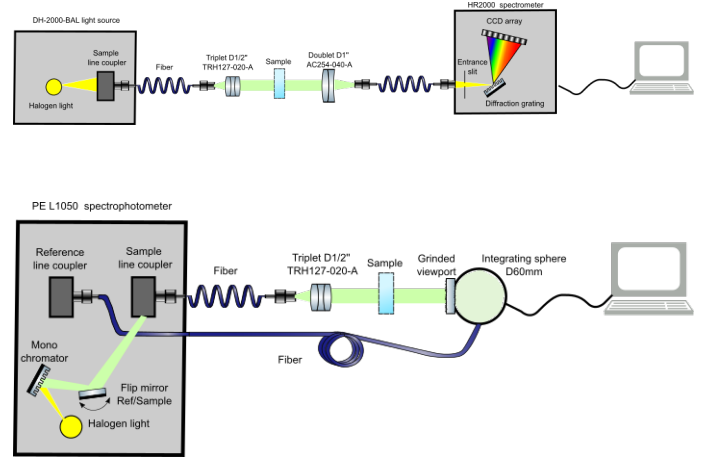 DH-2000-BAL light source
Sample
line coupler
Halogen light
Fiber
Triplet D1/2"
TRH127-020-A
Sample
Doublet D1"
AC254-040-A
HR2000 spectrometer
CCD array
Entrance
slit
Diffraction grating
PE L1050 spectrophotometer
Reference
line coupler
Sample
line coupler
Mono
chromator
Flip mirror
Ref/Sample
Halogen light
Fiber
Fiber
Triplet D1/2"
TRH127-020-A
Sample
Grinded
viewport
Integrating sphere
D60mm